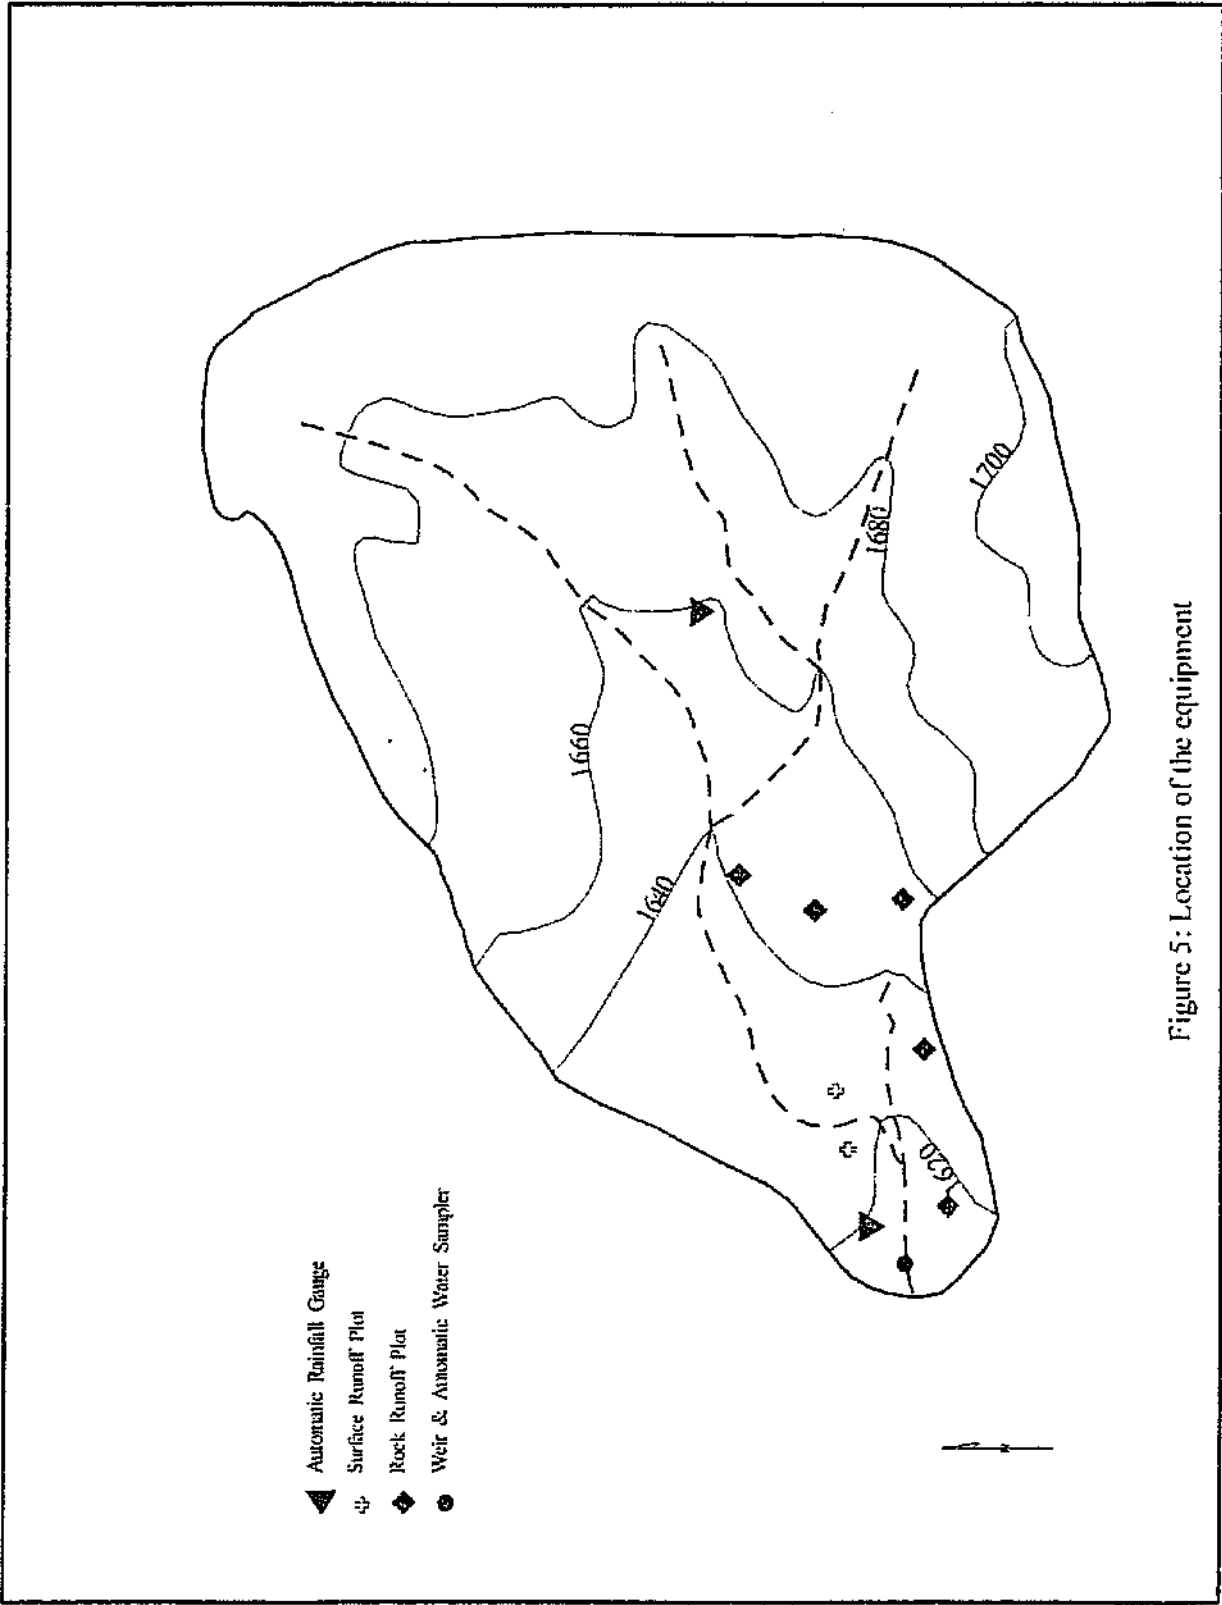 Automatic Rainfall Gauge
Surface Runoff Plot
Rock Runoff Plot
Weir & Automatic Water Sampler
1660
1640
1680
1700
1620
Figure 5: Location of the equipment